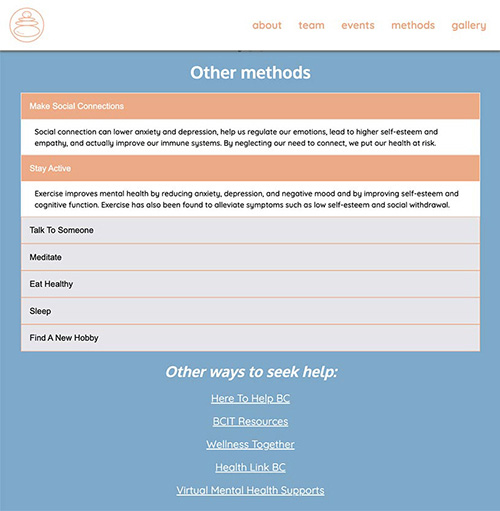 about team events methods gallery
Other methods
Make Social Connections
Social connection can lower anxiety and depression, help us regulate our emotions, lead to higher self-esteem and
empathy, and actually improve our immune systems. By neglecting our need to connect, we put our health at risk.
Stay Active
Exercise improves mental health by reducing anxiety, depression, and negative mood and by improving self-esteem and
cognitive function. Exercise has also been found to alleviate symptoms such as low self-esteem and social withdrawal.
Talk To Someone
Meditate
Eat Healthy
Sleep
Find A New Hobby
Other ways to seek help:
Here To Help BC
BCIT Resources
Wellness Together
Health Link BC
Virtual Mental Health Supports